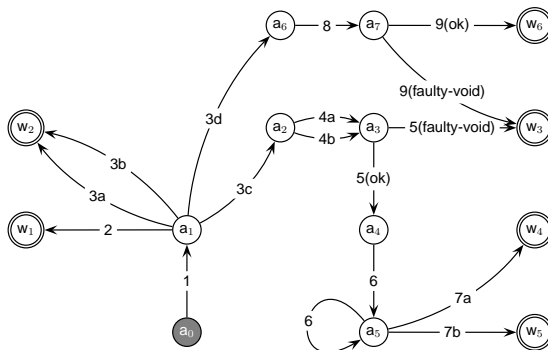 a6 8 a7 9(ok) w6
3d 9(faulty-void)
w2 3b a2 4a 4b a3 5(faulty-void) w3
3a 3c 5(ok)
w1 2 a1 a4 w4
1 6 7a
a0 6 a5 7b w5